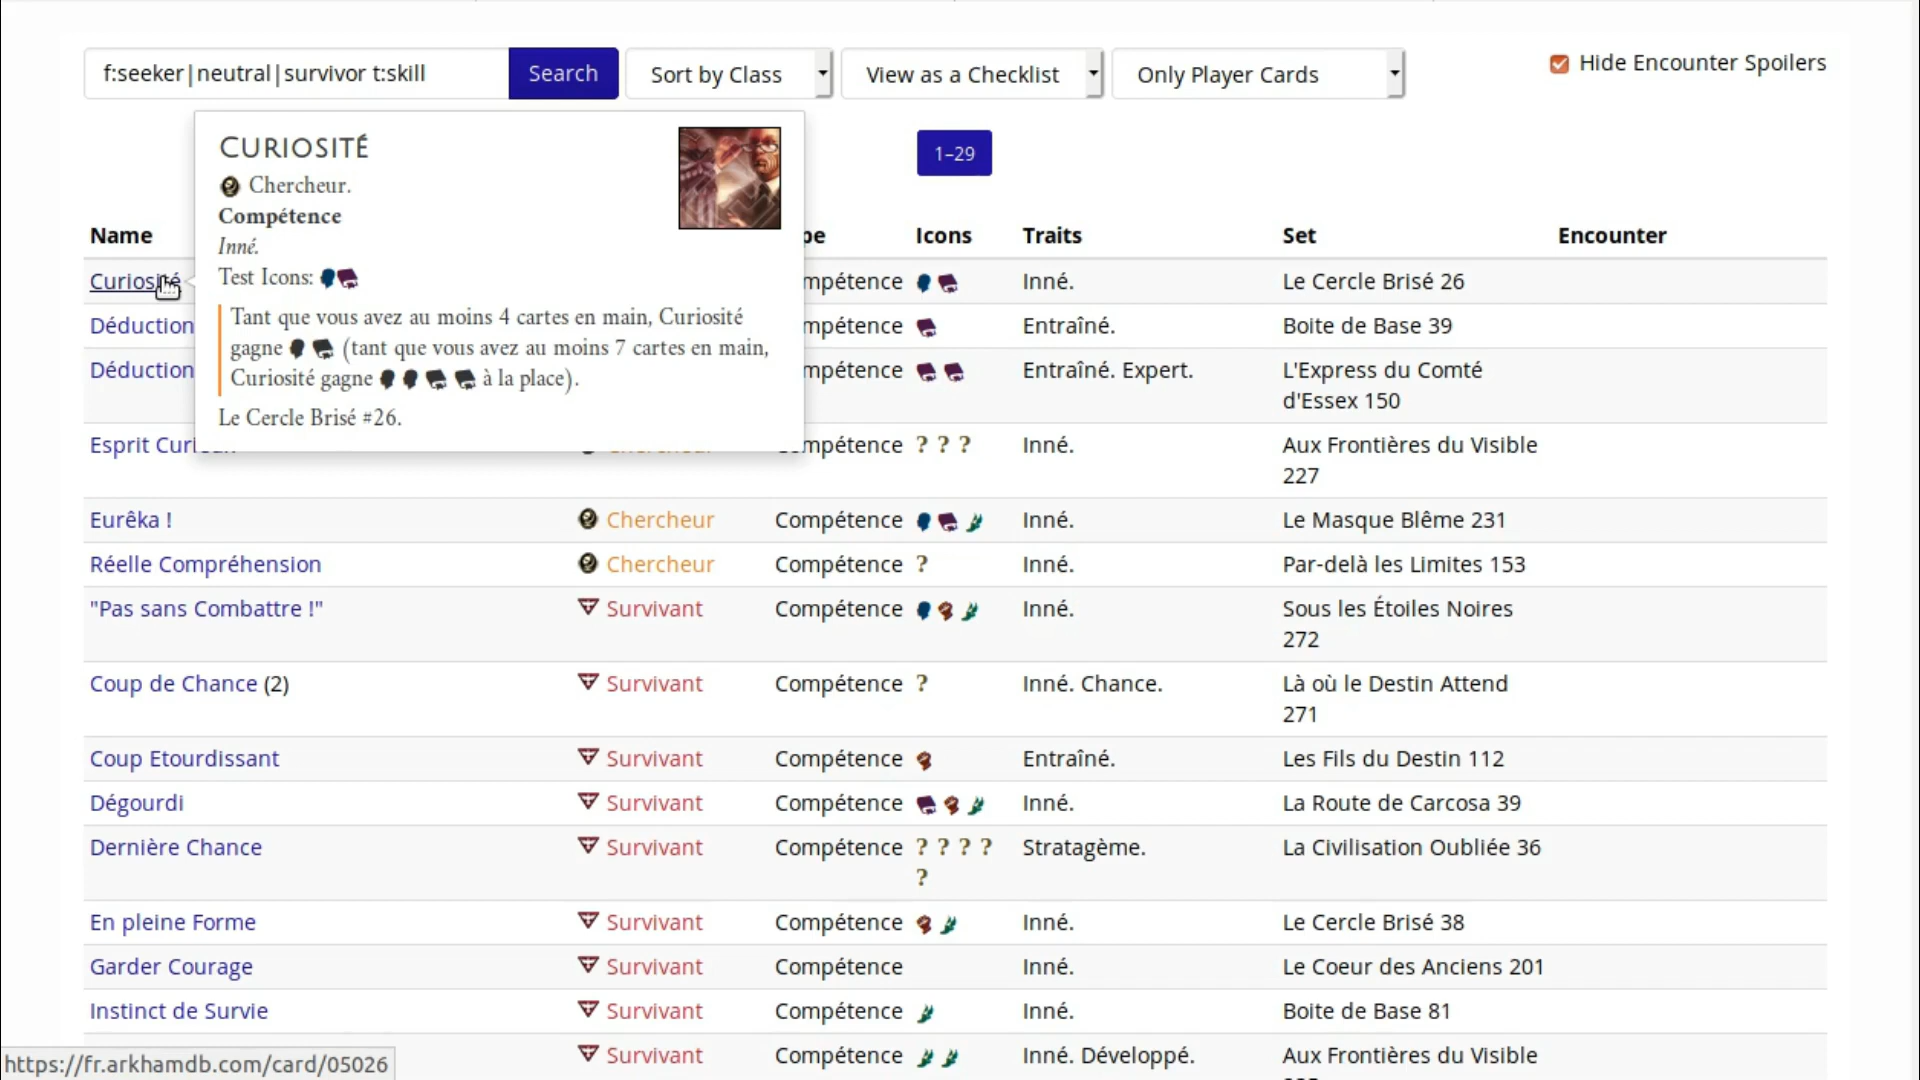 f:seeker|neutral|survivor t:skill Search Sort by Class View as a Checklist Only Player Cards Hide Encounter Spoilers
1–29
CURIOSITÉ
Chercheur.
Compétence
Inné.
Test Icons:
Tant que vous avez au moins 4 cartes en main, Curiosité
gagne (tant que vous avez au moins 7 cartes en main,
Curiosité gagne à la place).
Le Cercle Brisé #26.
Name Icons Traits Set Encounter
Curiosité Inné. Le Cercle Brisé 26
Déduction Entraîné. Boite de Base 39
Déduction Entraîné. Expert. L'Express du Comté
d'Essex 150
Esprit ? ? ? Inné. Aux Frontières du Visible
227
Eurêka ! Chercheur Compétence Inné. Le Masque Blême 231
Réelle Compréhension Chercheur Compétence ? Inné. Par-delà les Limites 153
"Pas sans Combattre !" Survivant Compétence Inné. Sous les Étoiles Noires
272
Coup de Chance (2) Survivant Compétence ? Inné. Chance. Là où le Destin Attend
271
Coup Etourdissant Survivant Compétence Entraîné. Les Fils du Destin 112
Dégourdi Survivant Compétence Inné. La Route de Carcosa 39
Dernière Chance Survivant Compétence ? ? ? ? Stratagème. La Civilisation Oubliée 36
?
En pleine Forme Survivant Compétence Inné. Le Cercle Brisé 38
Garder Courage Survivant Compétence Inné. Le Coeur des Anciens 201
Instinct de Survie Survivant Compétence Inné. Boite de Base 81
Survivant Compétence Inné. Développé. Aux Frontières du Visible
https://fr.arkhamdb.com/card/05026